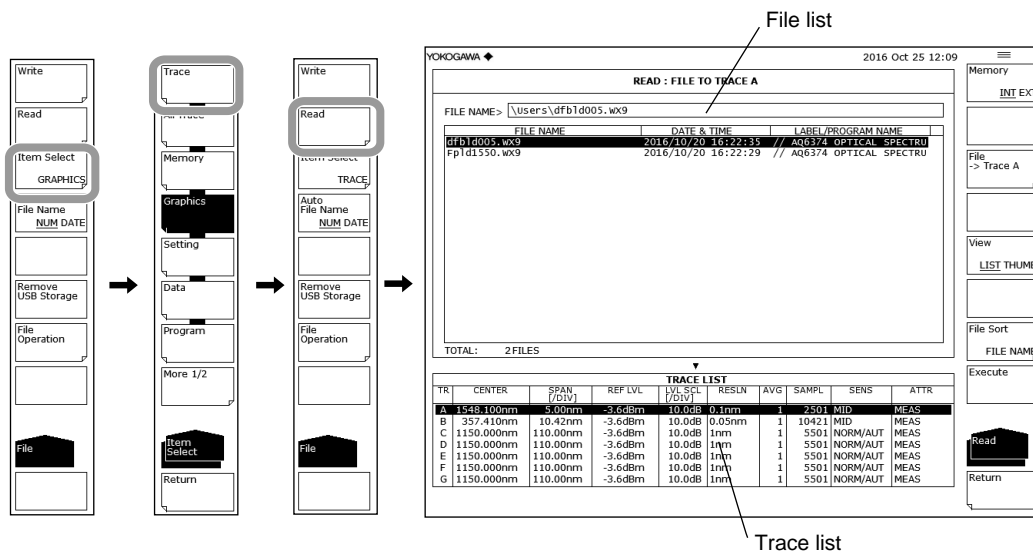 File list
Write
Read
Item Select
GRAPHICS
File Name
NUM DATE
Remove
USB Storage
File
Operation
File
Trace
All Trace
Memory
Graphics
Setting
Data
Program
More 1/2
Item
Select
Return
Write
Read
Item Select
TRACE
Auto
File Name
NUM DATE
Remove
USB Storage
File
Operation
File
YOKOGAWA ◆ 2016 Oct 25 12:09
READ : FILE TO TRACE A
FILE NAME> \Users\dfbld005.WX9
FILE NAME DATE & TIME LABEL/PROGRAM NAME
dfbld005.WX9 2016/10/20 16:22:35 // AQ6374 OPTICAL SPECTRU
Fpld1550.WX9 2016/10/20 16:22:29 // AQ6374 OPTICAL SPECTRU
TOTAL: 2FILES
▼
TRACE LIST
TR CENTER SPAN [/DIV] REF LVL LVL SCL [/DIV] RESLN AVG SAMPL SENS ATTR
A 1548.100nm 5.00nm -3.6dBm 10.0dB 0.1nm 1 2501 MID MEAS
B 357.410nm 10.42nm -3.6dBm 10.0dB 0.05nm 1 10421 MID MEAS
C 1150.000nm 110.00nm -3.6dBm 10.0dB 1nm 1 5501 NORM/AUT MEAS
D 1150.000nm 110.00nm -3.6dBm 10.0dB 1nm 1 5501 NORM/AUT MEAS
E 1150.000nm 110.00nm -3.6dBm 10.0dB 1nm 1 5501 NORM/AUT MEAS
F 1150.000nm 110.00nm -3.6dBm 10.0dB 1nm 1 5501 NORM/AUT MEAS
G 1150.000nm 110.00nm -3.6dBm 10.0dB 1nm 1 5501 NORM/AUT MEAS
Memory
INT EXT
File
-> Trace A
View
LIST THUMB
File Sort
FILE NAME
Execute
Read
Return
Trace list